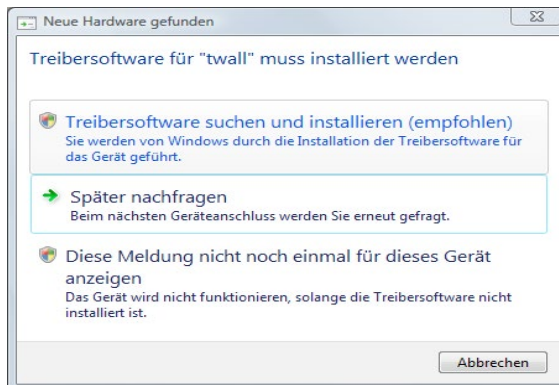 Neue Hardware gefunden
Treibersoftware für "twall" muss installiert werden
Treibersoftware suchen und installieren (empfohlen)
Sie werden von Windows durch die Installation der Treibersoftware für
das Gerät geführt.
Später nachfragen
Beim nächsten Geräteanschluss werden Sie erneut gefragt.
Diese Meldung nicht noch einmal für dieses Gerät
anzeigen
Das Gerät wird nicht funktionieren, solange die Treibersoftware nicht
installiert ist.
Abbrechen